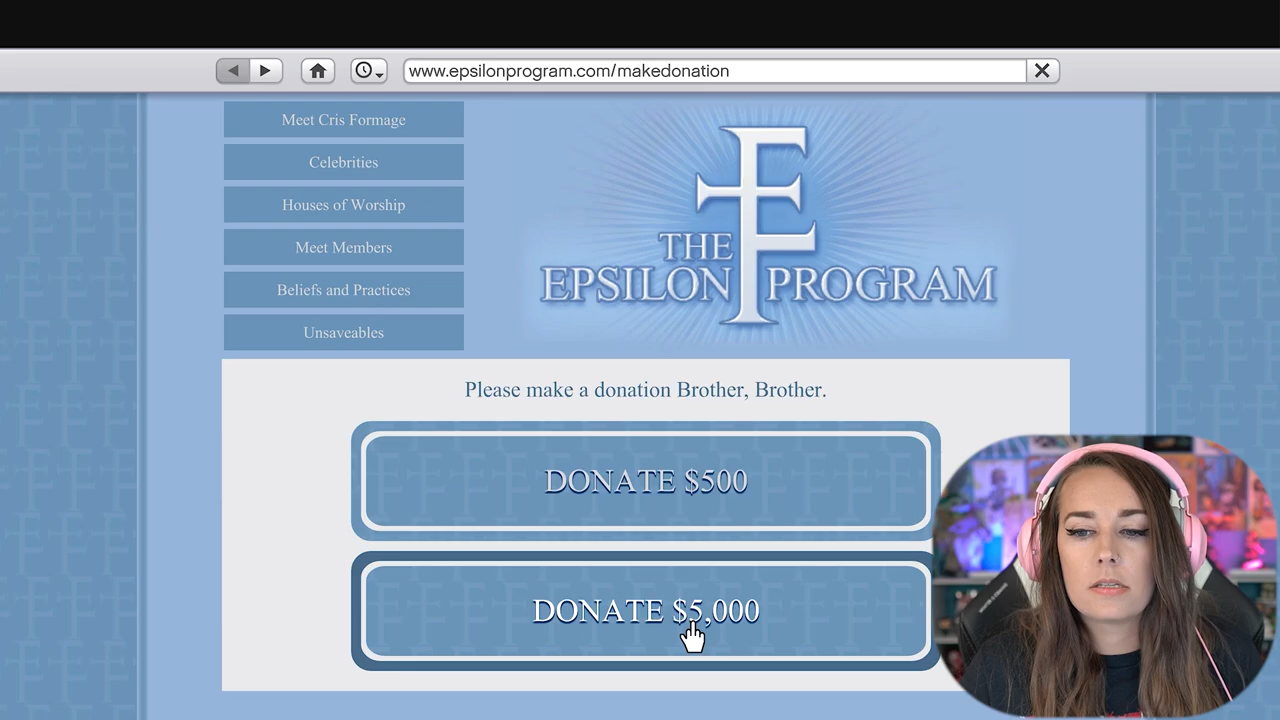 www.epsilonprogram.com/makedonation
Meet Cris Formage
Celebrities
Houses of Worship
Meet Members
Beliefs and Practices
Unsaveables
THE
EPSILON PROGRAM
Please make a donation Brother, Brother.
DONATE $500
DONATE $5,000